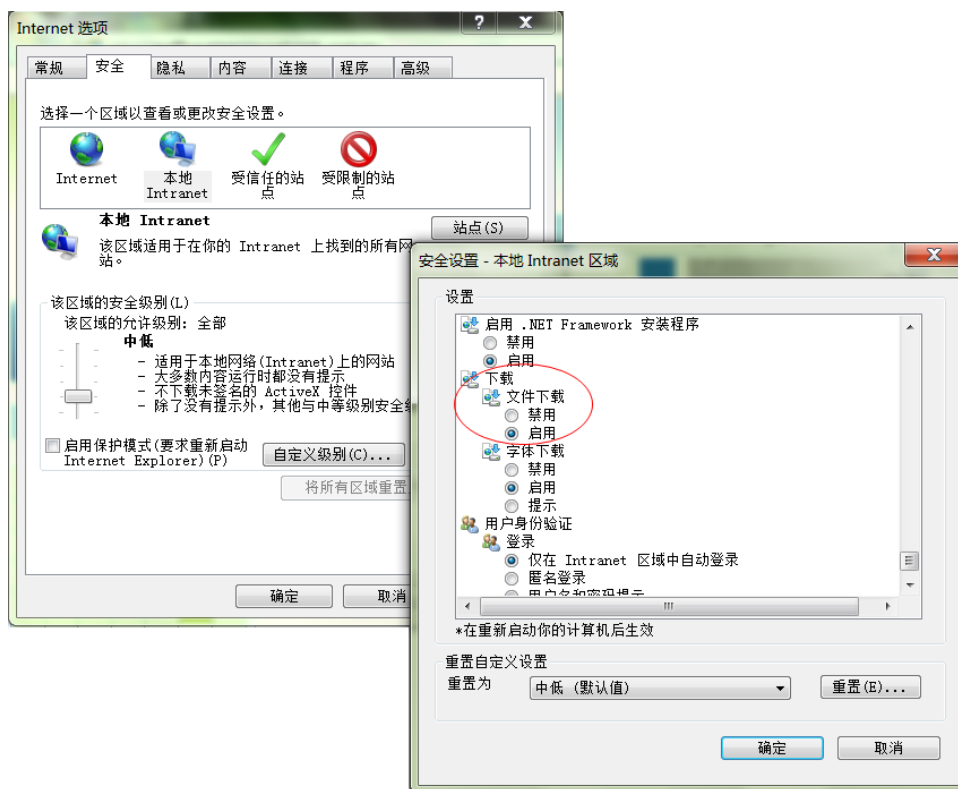 Internet 选项
?
X
常规
安全
隐私
内容
连接
程序
高级
选择一个区域以查看或更改安全设置。
Internet
本地
Intranet
受信任的站
点
受限制的站
点
本地 Intranet
站点(S)
该区域适用于在你的 Intranet 上找到的所有网
站。
该区域的安全级别(L)
该区域的允许级别: 全部
中低
- 适用于本地网络(Intranet)上的网站
- 大多数内容运行时都没有提示
- 不下载未签名的 ActiveX 控件
- 除了没有提示外，其他与中等级别安全
启用保护模式(要求重新启动
Internet Explorer)(P)
自定义级别(C)...
将所有区域重置
确定
取消
安全设置 - 本地 Intranet 区域
X
设置
启用 .NET Framework 安装程序
禁用
启用
下载
文件下载
禁用
启用
字体下载
禁用
启用
提示
用户身份验证
登录
仅在 Intranet 区域中自动登录
匿名登录
用户名和密码提示
*在重新启动你的计算机后生效
重置自定义设置
重置为
中低 (默认值)
重置(E)...
确定
取消